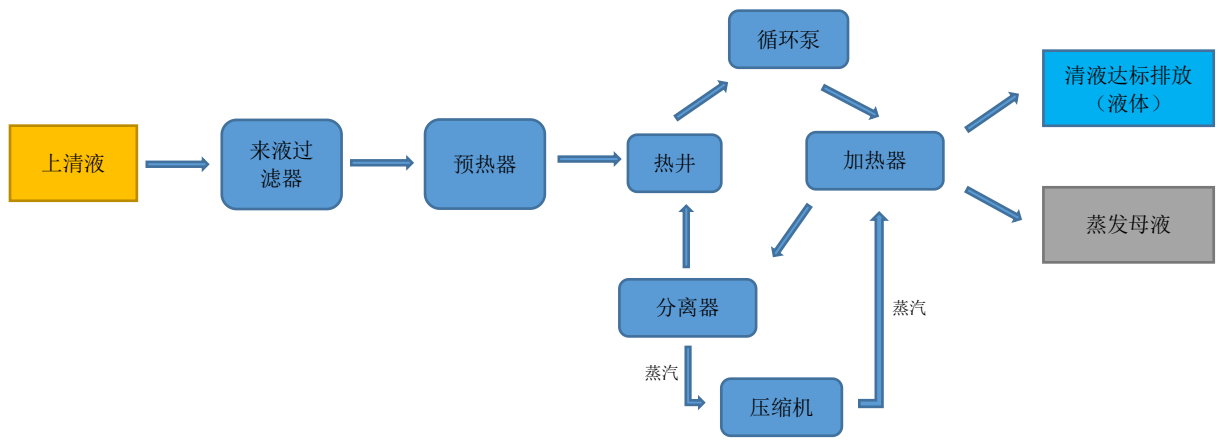 循环泵
清液达标排放
（液体）
上清液
来液过
滤器
预热器
热井
加热器
蒸发母液
分离器
蒸汽
蒸汽
压缩机